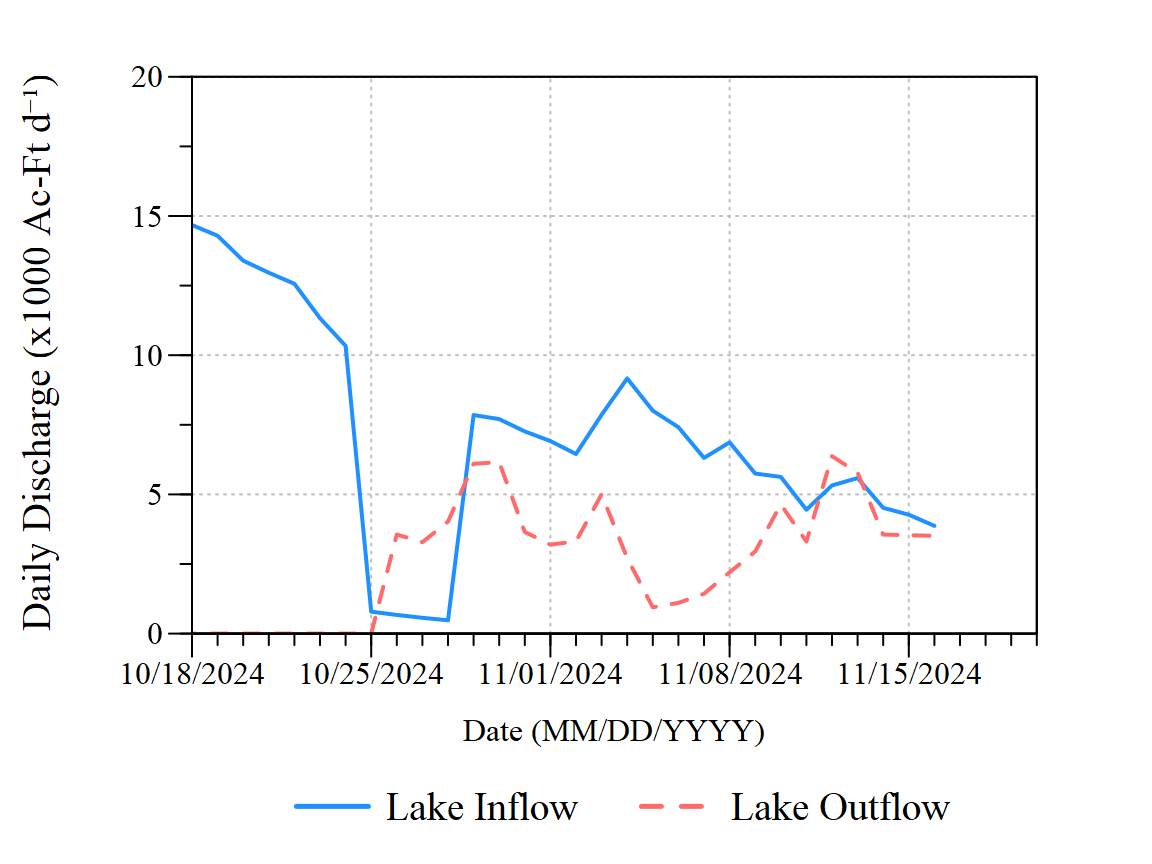 Daily Discharge (x1000 Ac-Ft d⁻¹)
20
15
10
5
0
10/18/2024 10/25/2024 11/01/2024 11/08/2024 11/15/2024
Date (MM/DD/YYYY)
Lake Inflow Lake Outflow